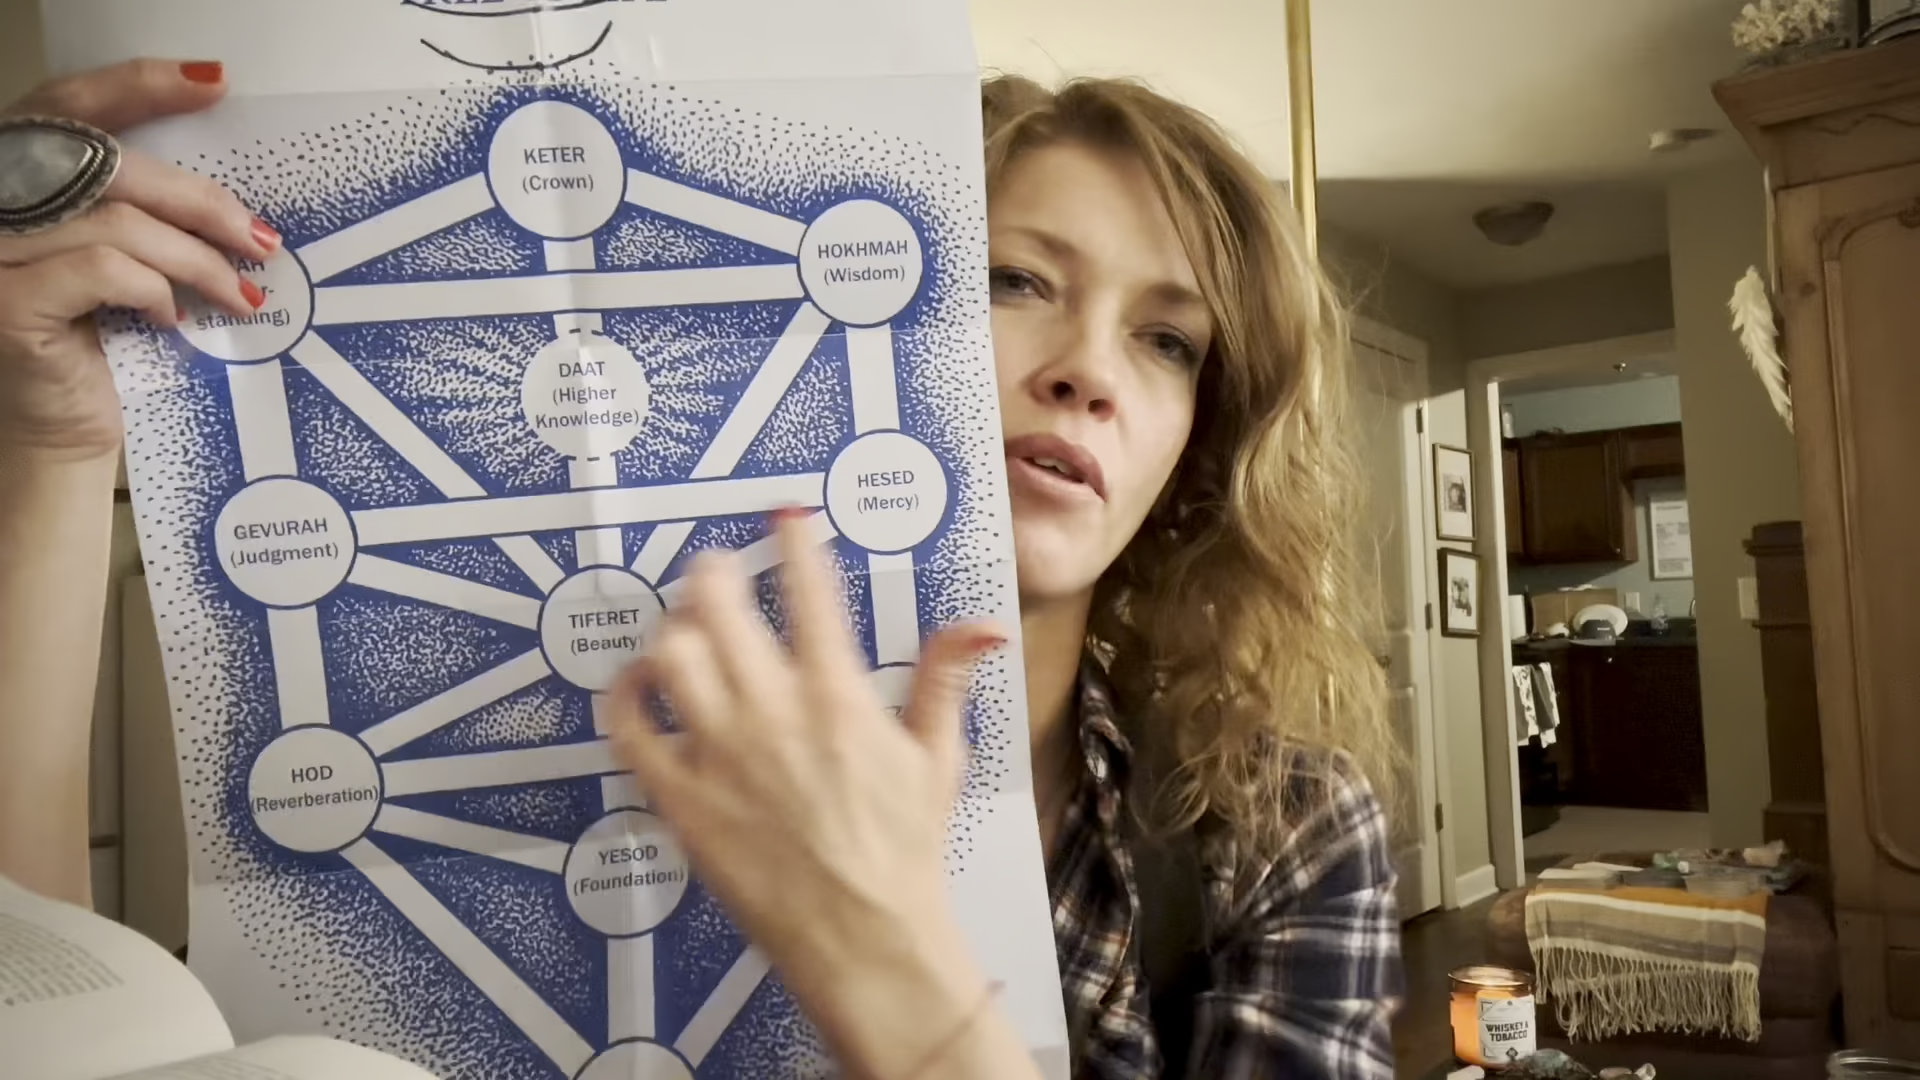 KETER
(Crown)
HOKHMAH
(Wisdom)
standing)
DAAT
(Higher
Knowledge)
HESED
(Mercy)
GEVURAH
(Judgment)
TIFERET
(Beauty)
HOD
(Reverberation)
YESOD
(Foundation)
WHISKEY &
TOBACCO